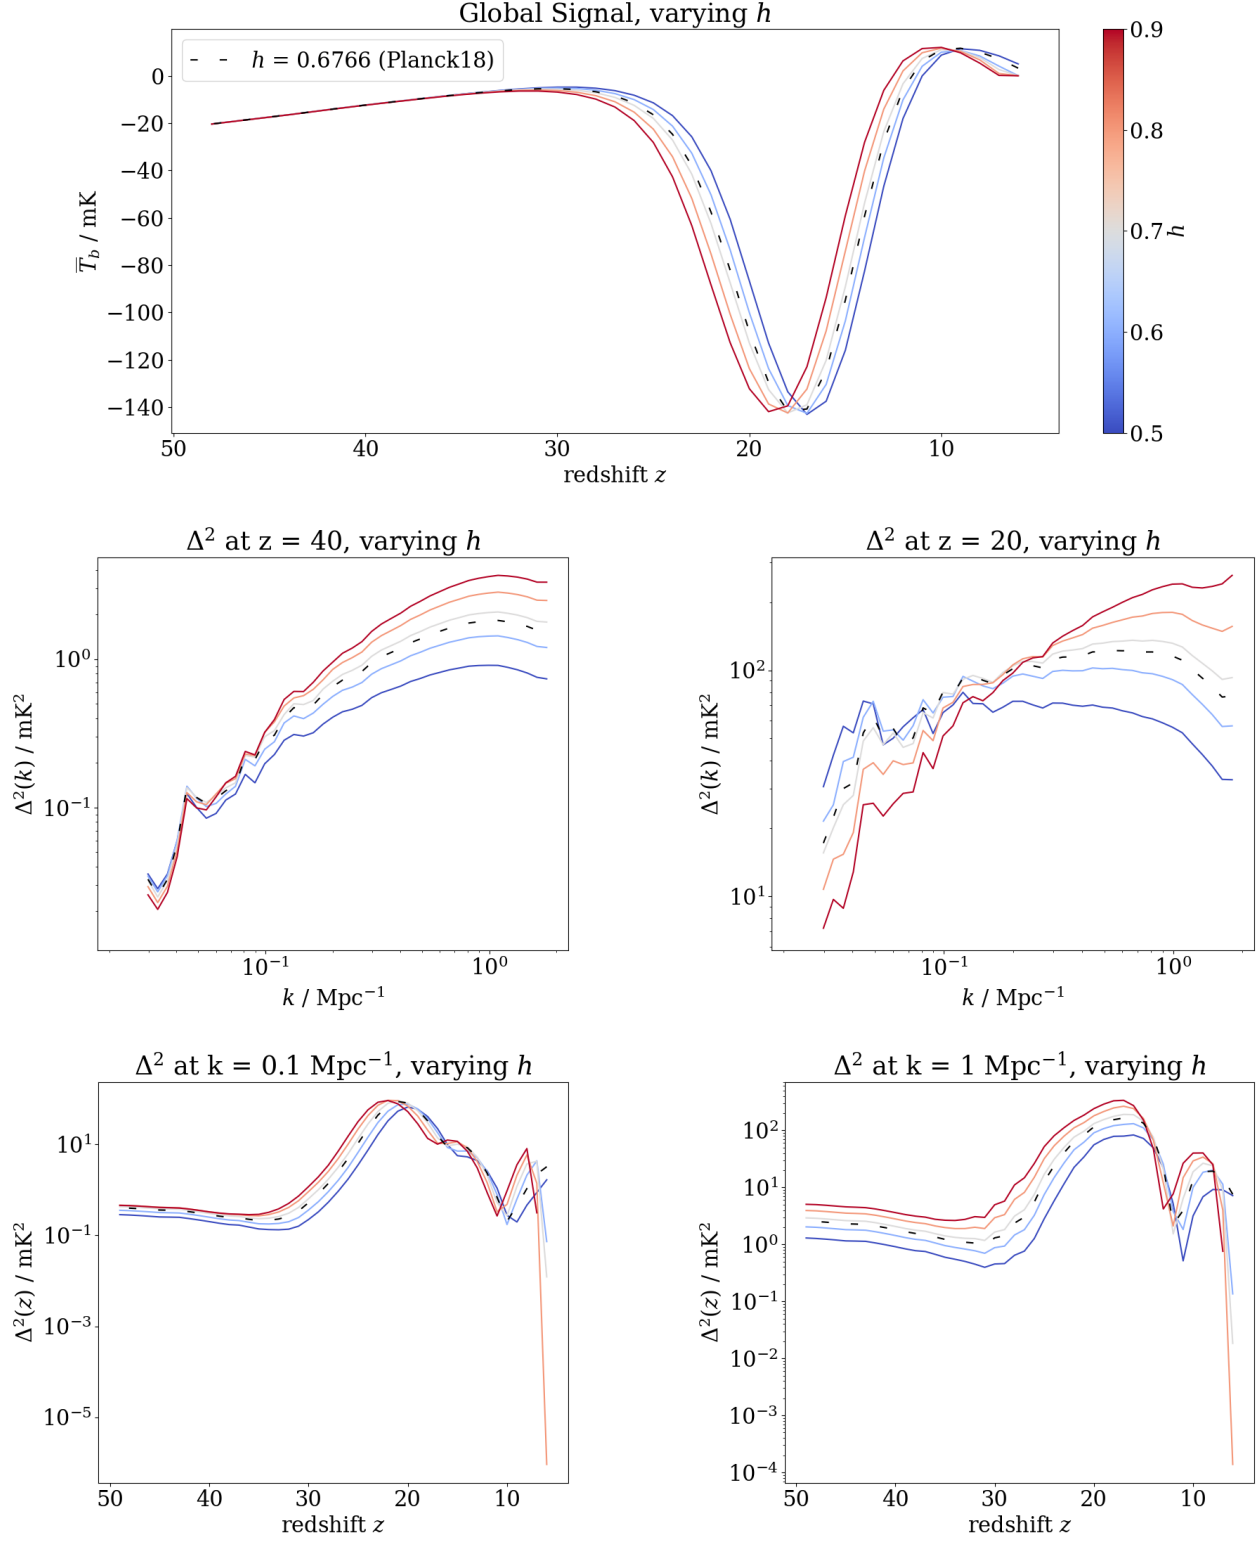 Global Signal, varying h
h = 0.6766 (Planck18)
0
−20
−40
−60
−80
−100
−120
−140
T̅_b / mK
50 40 30 20 10
redshift z
0.9
0.8
0.7
0.6
0.5
h
Δ² at z = 40, varying h
10⁰
10⁻¹
Δ²(k) / mK²
10⁻¹ 10⁰
k / Mpc⁻¹
Δ² at z = 20, varying h
10²
10¹
Δ²(k) / mK²
10⁻¹ 10⁰
k / Mpc⁻¹
Δ² at k = 0.1 Mpc⁻¹, varying h
10¹
10⁻¹
10⁻³
10⁻⁵
Δ²(z) / mK²
50 40 30 20 10
redshift z
Δ² at k = 1 Mpc⁻¹, varying h
10²
10¹
10⁰
10⁻¹
10⁻²
10⁻³
10⁻⁴
Δ²(z) / mK²
50 40 30 20 10
redshift z